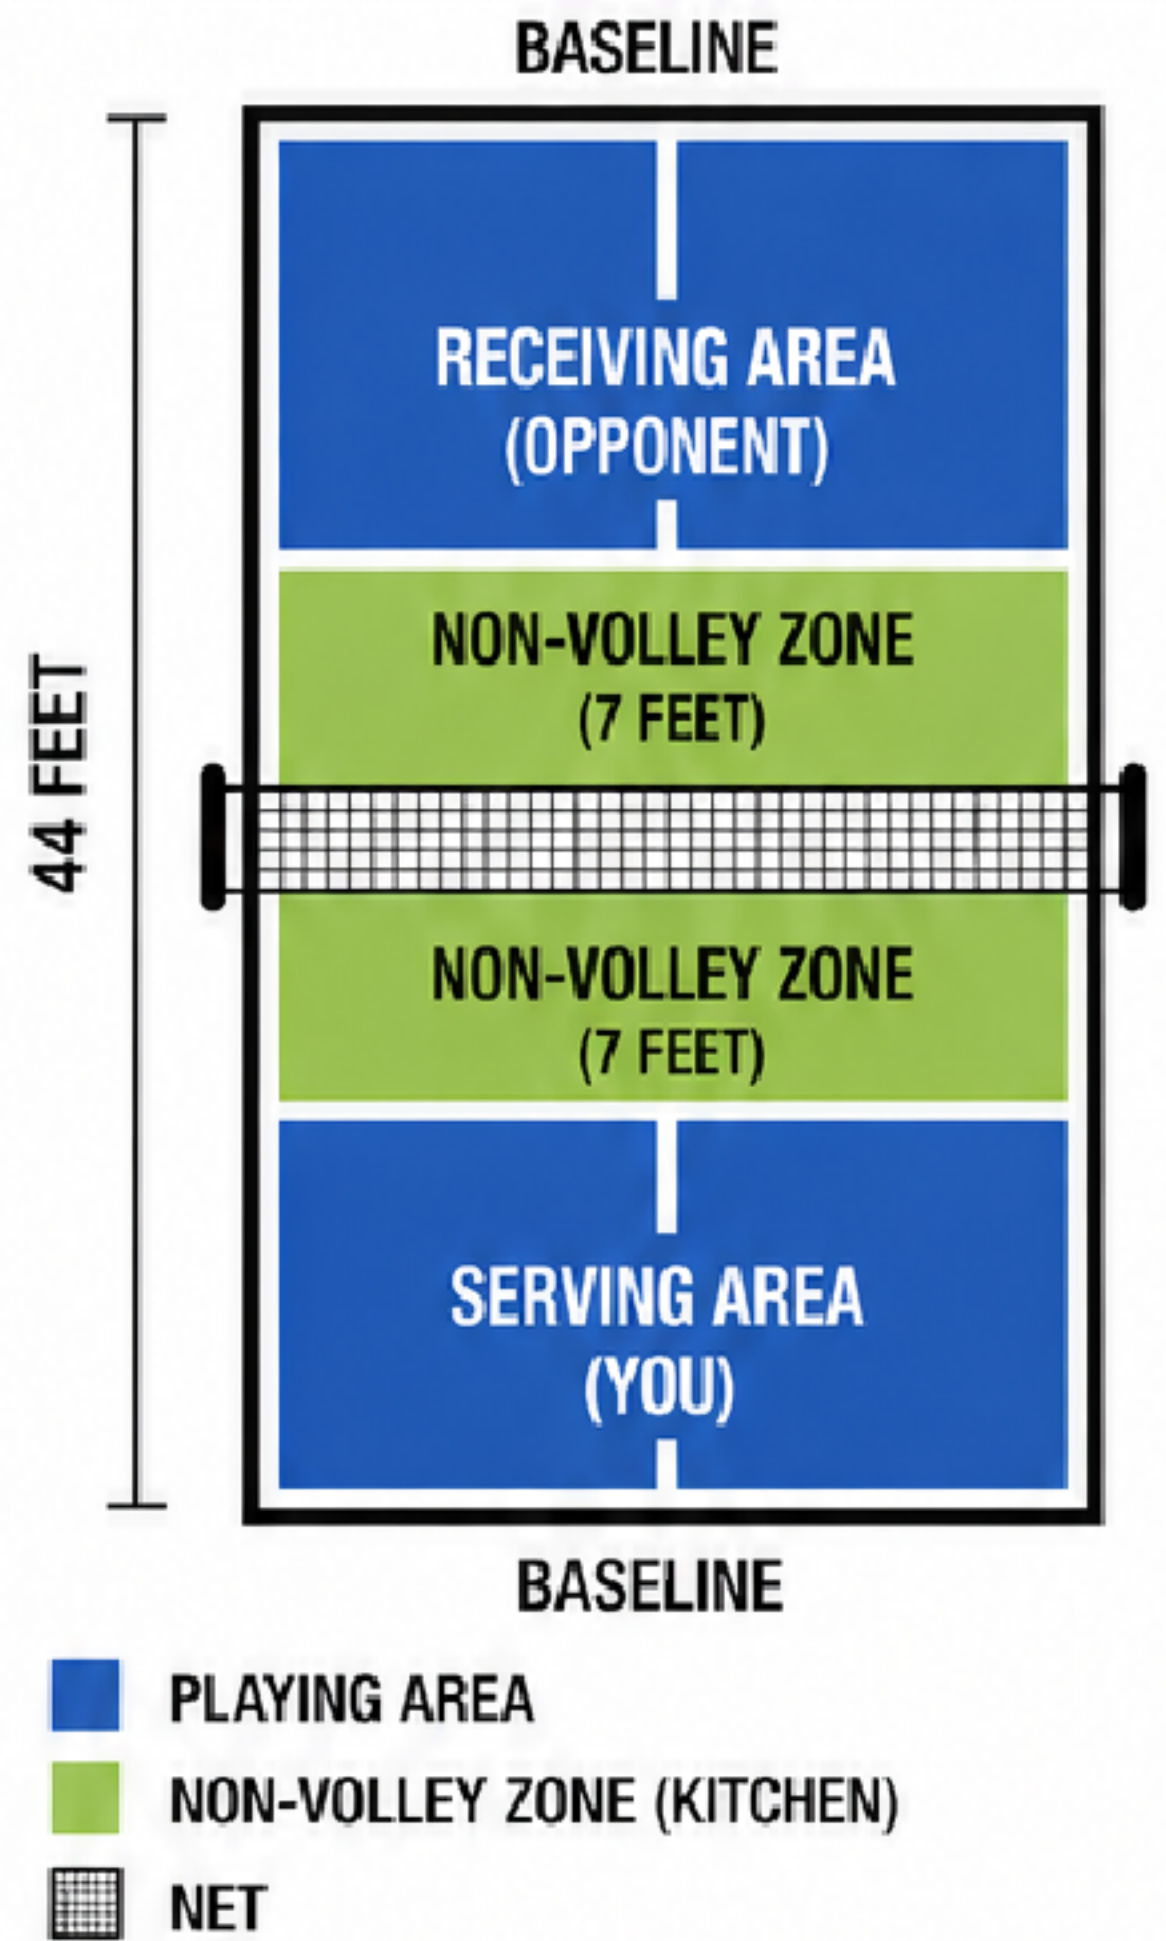 BASELINE
44 FEET
RECEIVING AREA
(OPPONENT)
NON-VOLLEY ZONE
(7 FEET)
NON-VOLLEY ZONE
(7 FEET)
SERVING AREA
(YOU)
BASELINE
PLAYING AREA
NON-VOLLEY ZONE (KITCHEN)
NET